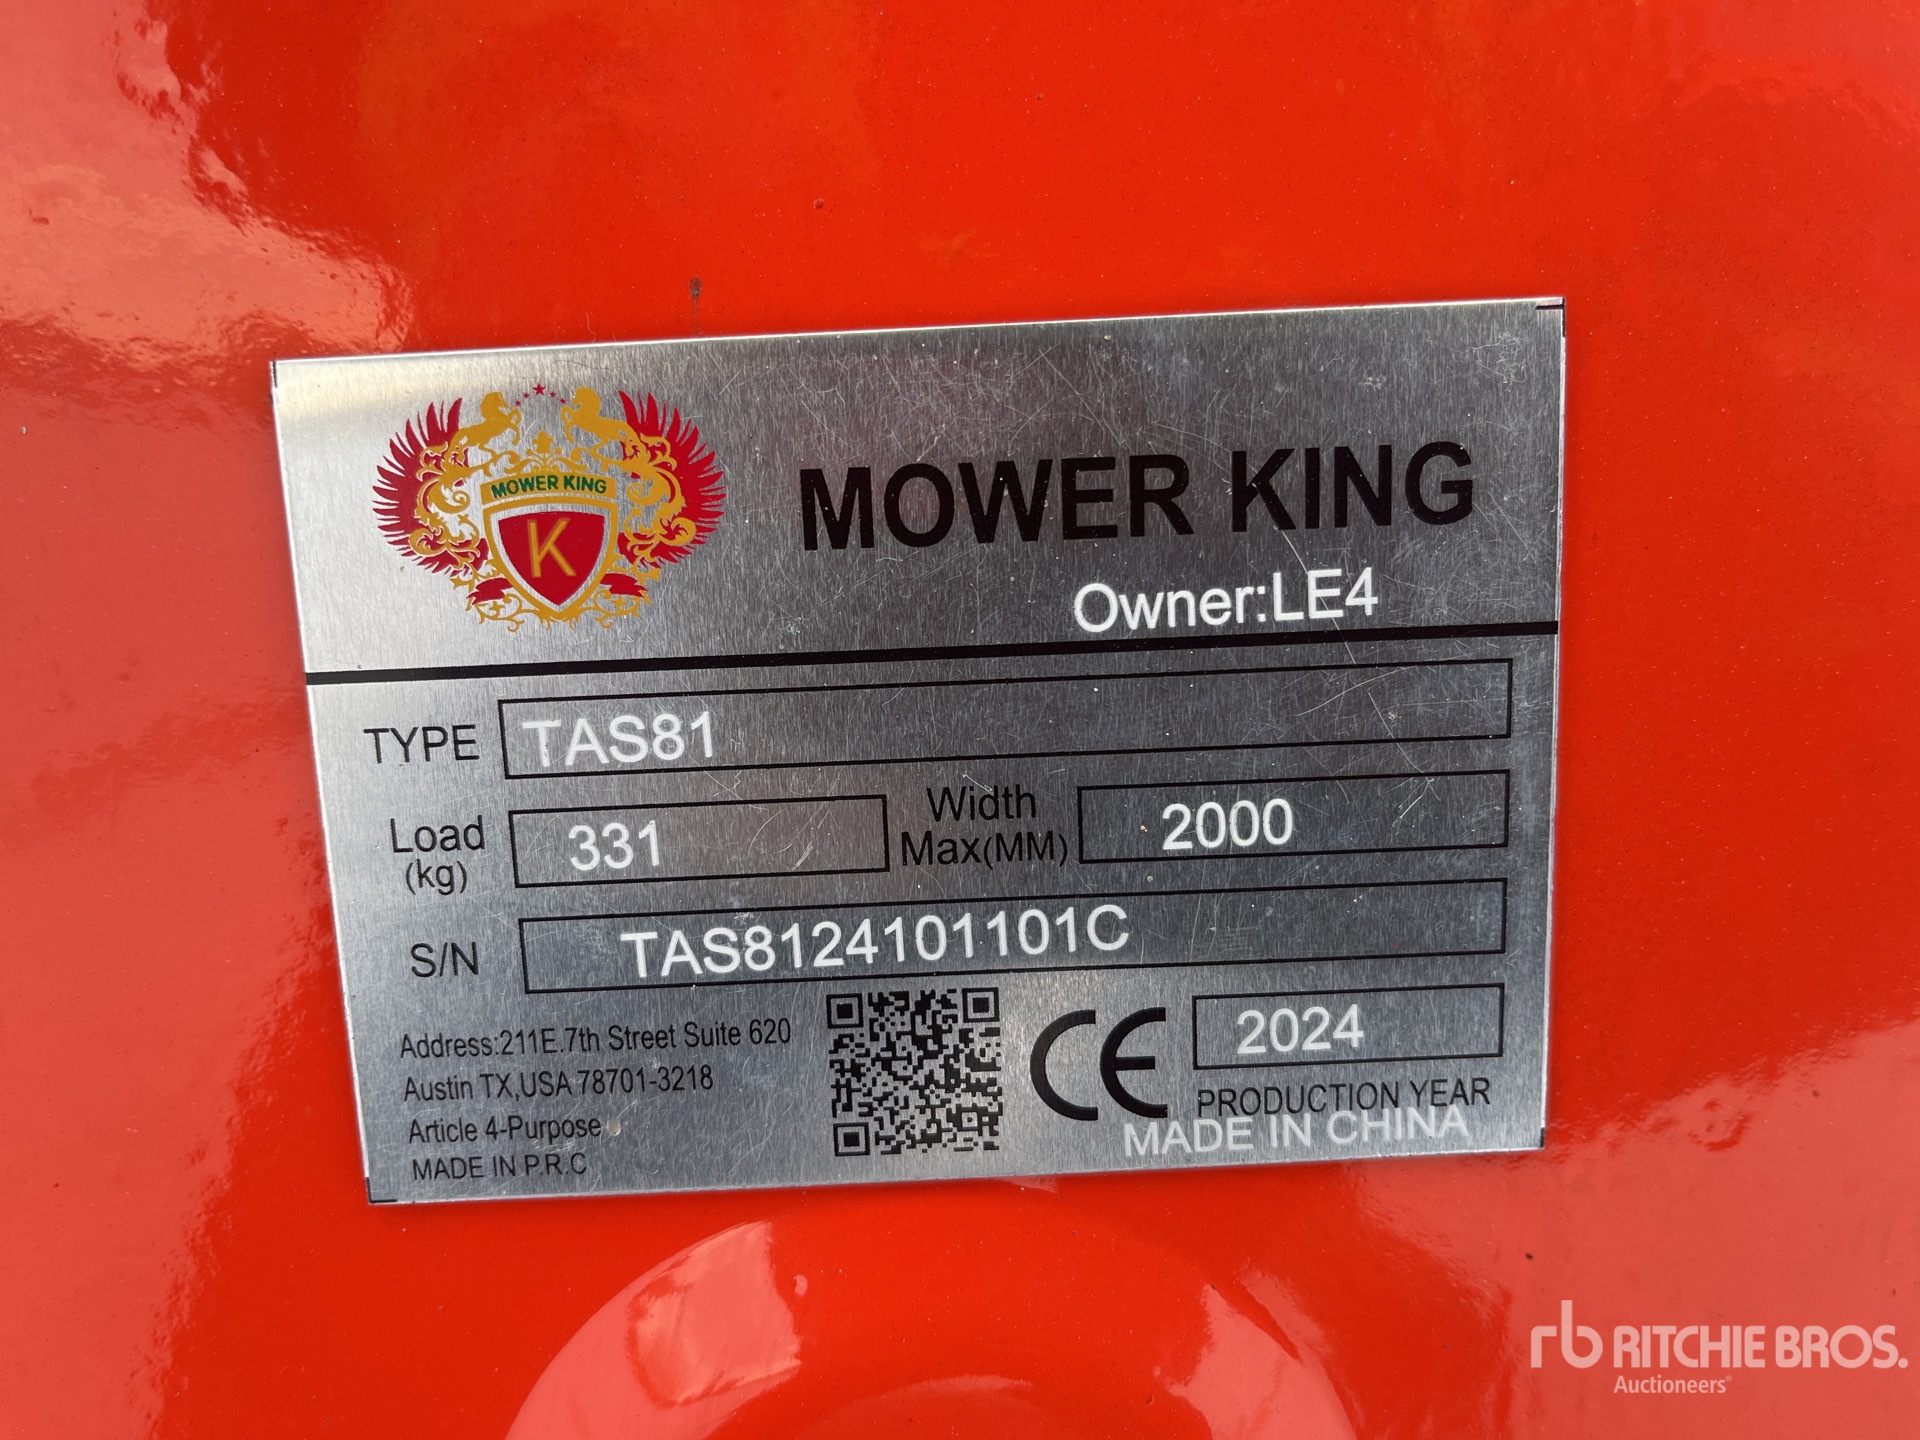 MOWER KING
K
MOWER KING
Owner:LE4
TYPE TAS81
Load (kg) 331
Width Max(MM) 2000
S/N TAS8124101101C
Address:211E.7th Street Suite 620
Austin TX,USA 78701-3218
Article 4-Purpose
MADE IN P.R.C
CE
2024
PRODUCTION YEAR
MADE IN CHINA
rb RITCHIE BROS.
Auctioneers